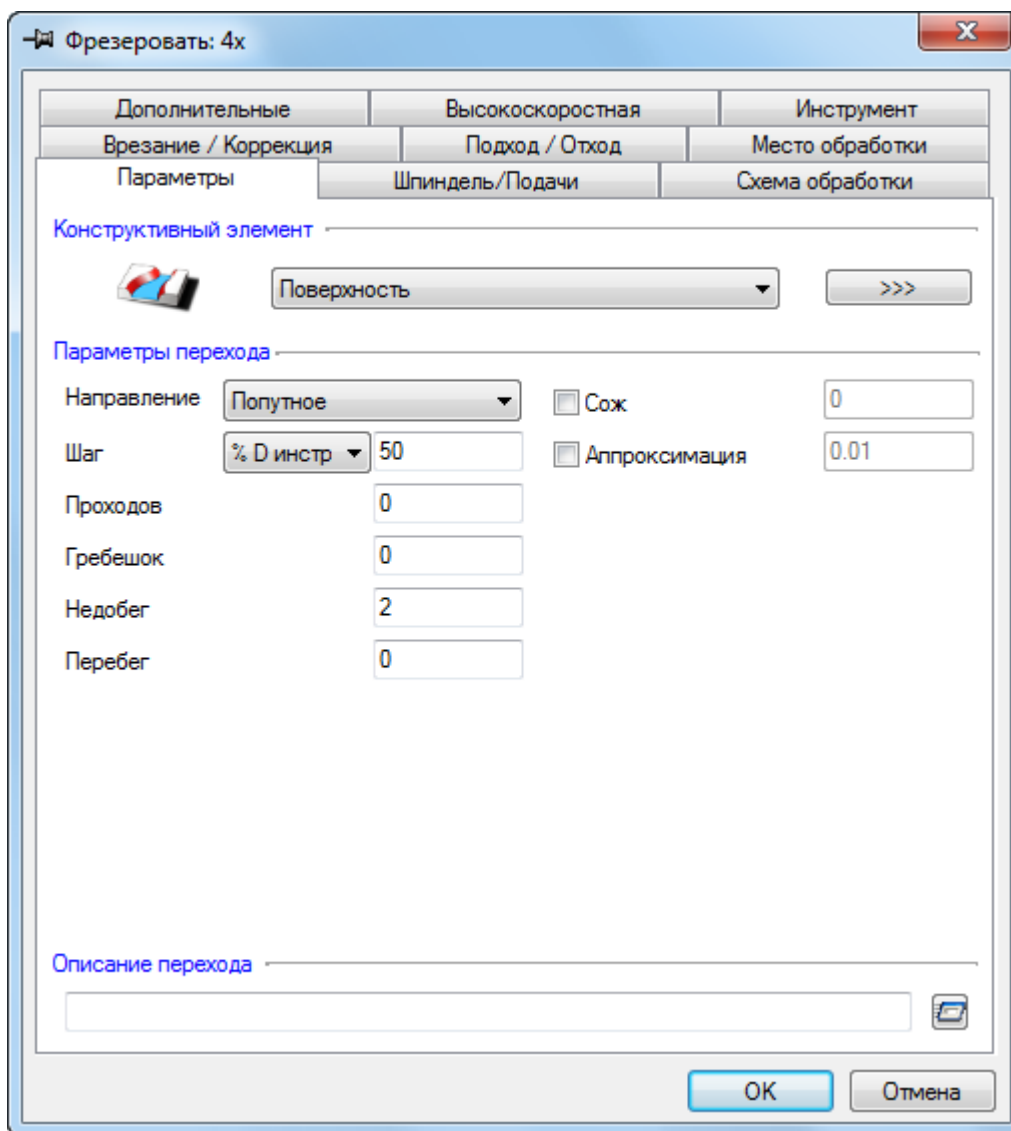 Фрезеровать: 4x
Дополнительные Высокоскоростная Инструмент
Врезание / Коррекция Подход / Отход Место обработки
Параметры Шпиндель/Подачи Схема обработки
Конструктивный элемент
Поверхность >>>
Параметры перехода
Направление Попутное Сож 0
Шаг % D инстр 50 Аппроксимация 0.01
Проходов 0
Гребешок 0
Недобег 2
Перебег 0
Описание перехода
OK Отмена